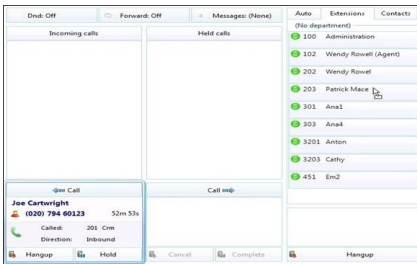 Dnd: Off
Forward: Off
Messages: (None)
Auto
Extensions
Contacts
Incoming calls
Held calls
(No department)
100 Administration
102 Wendy Rowell (Agent)
202 Wendy Rowel
203 Patrick Mace
301 Ana1
303 Ana4
3201 Anton
3203 Cathy
451 Em2
Call
Call
Joe Cartwright
(020) 794 60123 52m 53s
Called: 201 Crm
Direction: Inbound
Hangup
Hold
Cancel
Complete
Hangup